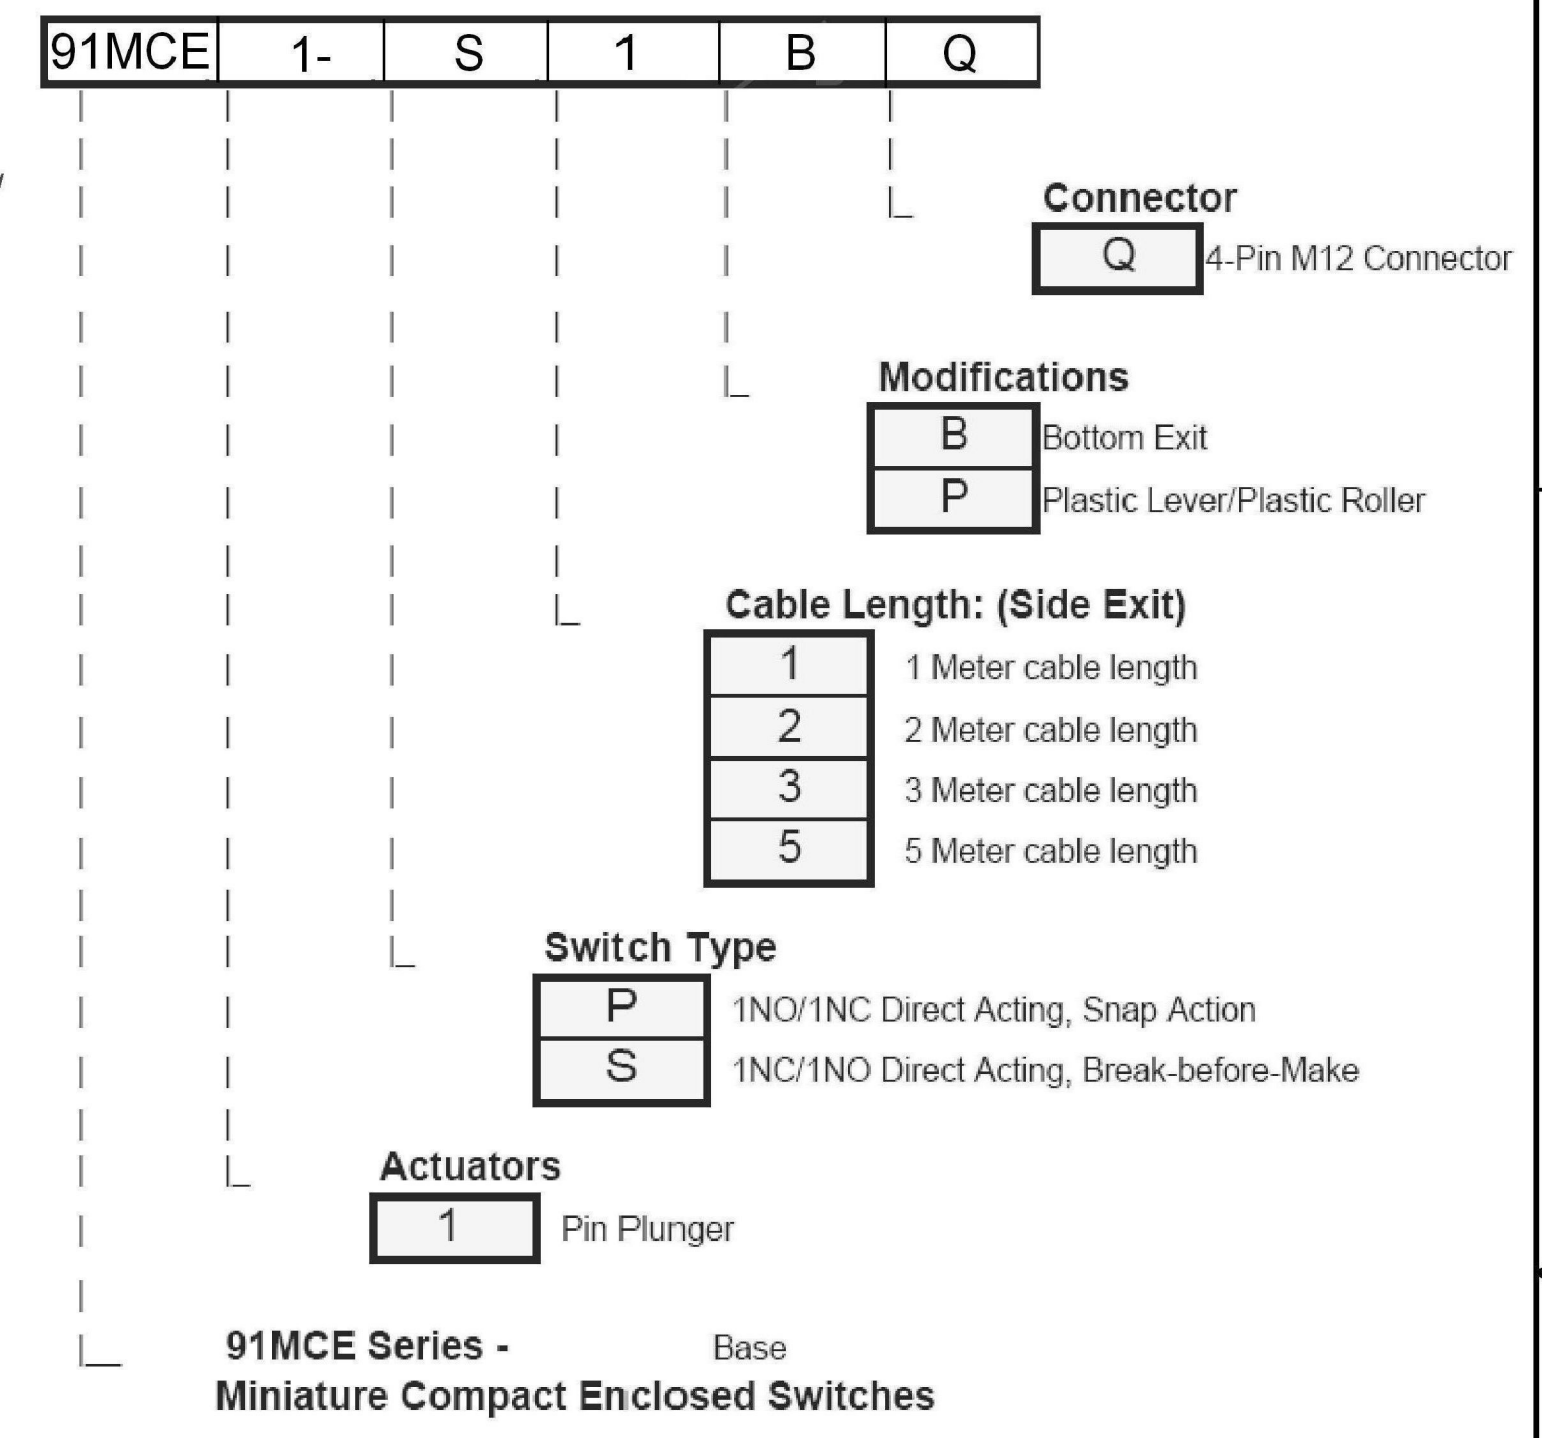 91MCE 1- S 1 B Q
Connector
Q 4-Pin M12 Connector
Modifications
B Bottom Exit
P Plastic Lever/Plastic Roller
Cable Length: (Side Exit)
1 1 Meter cable length
2 2 Meter cable length
3 3 Meter cable length
5 5 Meter cable length
Switch Type
P 1NO/1NC Direct Acting, Snap Action
S 1NC/1NO Direct Acting, Break-before-Make
Actuators
1 Pin Plunger
91MCE Series - Base
Miniature Compact Enclosed Switches